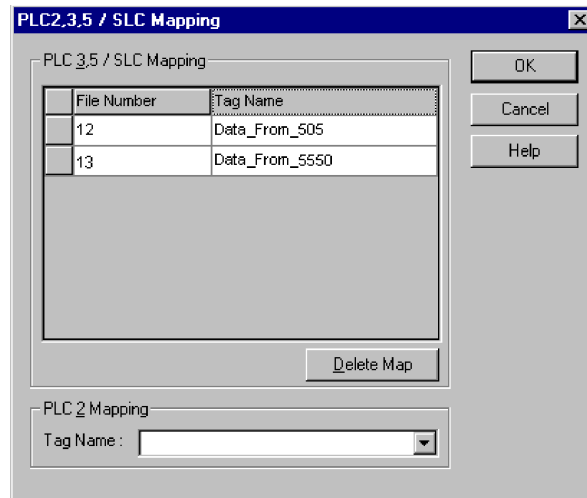 PLC2,3,5 / SLC Mapping
PLC 3,5 / SLC Mapping
File Number Tag Name
12 Data_From_505
13 Data_From_5550
Delete Map
PLC 2 Mapping
Tag Name :
OK
Cancel
Help